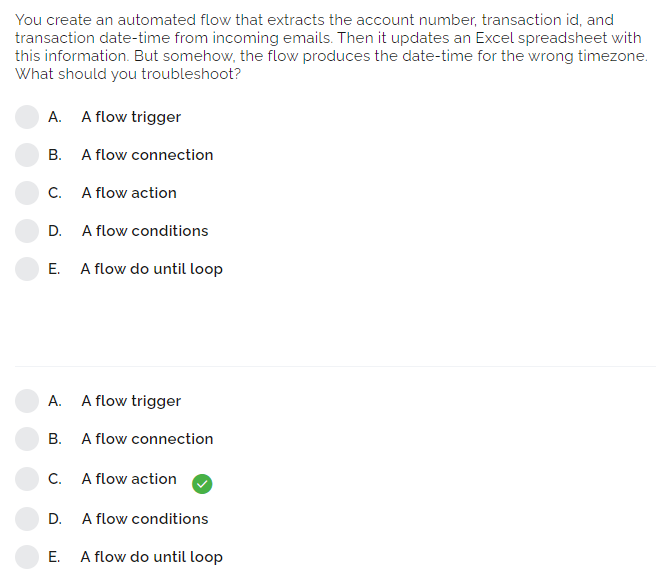 You create an automated flow that extracts the account number, transaction id, and
transaction date-time from incoming emails. Then it updates an Excel spreadsheet with
this information. But somehow, the flow produces the date-time for the wrong timezone.
What should you troubleshoot?
A. A flow trigger
B. A flow connection
C. A flow action
D. A flow conditions
E. A flow do until loop
A. A flow trigger
B. A flow connection
C. A flow action
D. A flow conditions
E. A flow do until loop